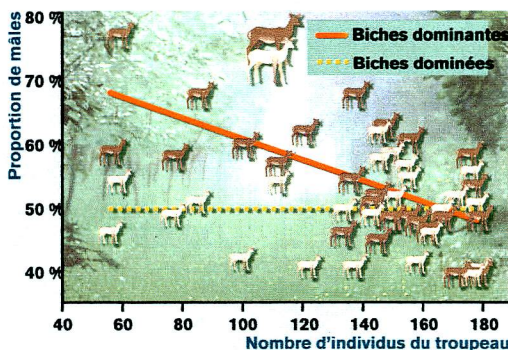 Proportion de mâles
80 %
70 %
60 %
50 %
40 %
Biches dominantes
Biches dominées
40 60 80 100 120 140 160 180
Nombre d'individus du troupeau